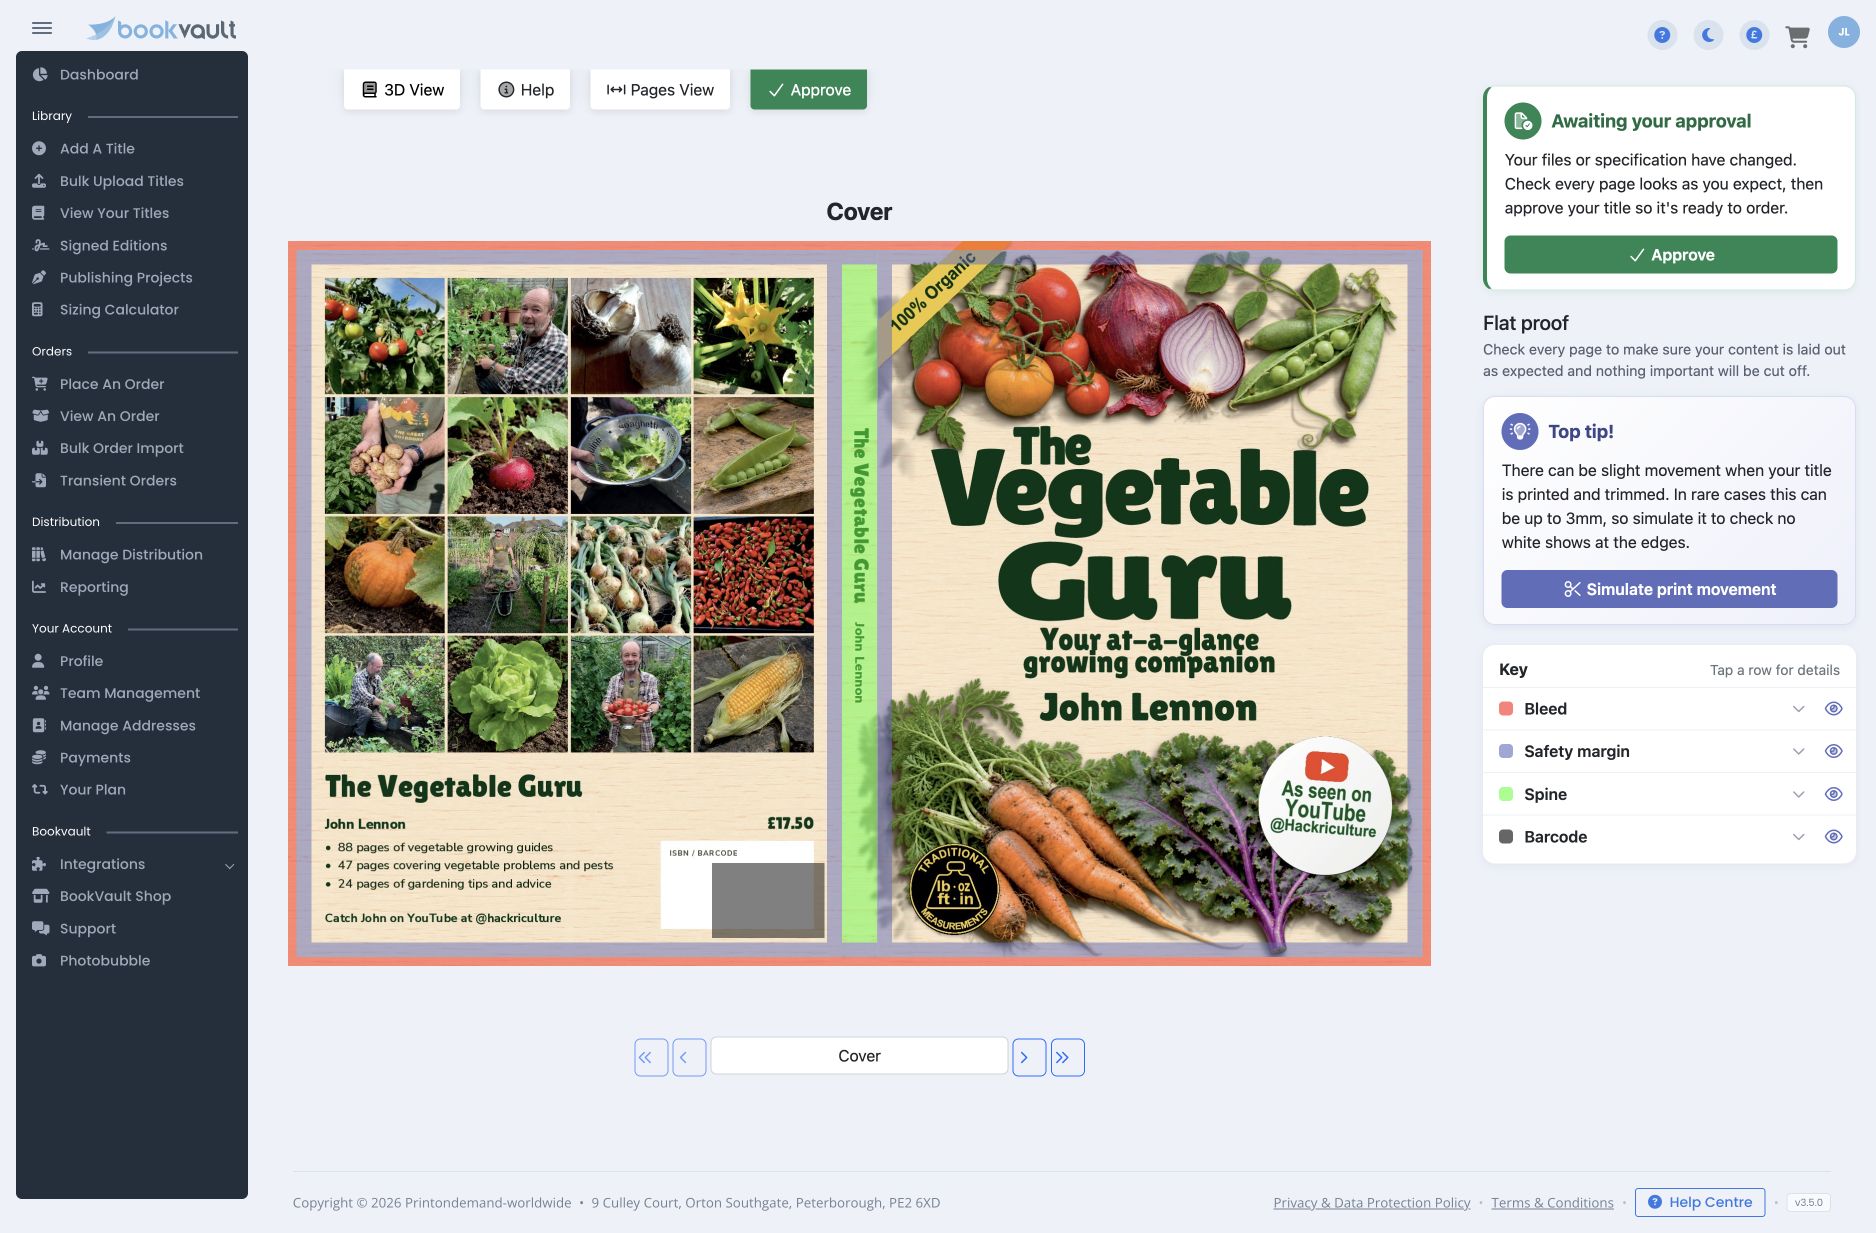 bookvault
JL
Dashboard
Library
Add A Title
Bulk Upload Titles
View Your Titles
Signed Editions
Publishing Projects
Sizing Calculator
Orders
Place An Order
View An Order
Bulk Order Import
Transient Orders
Distribution
Manage Distribution
Reporting
Your Account
Profile
Team Management
Manage Addresses
Payments
Your Plan
Bookvault
Integrations
BookVault Shop
Support
Photobubble
3D View
Help
Pages View
Approve
Cover
The Vegetable Guru
John Lennon
£17.50
• 88 pages of vegetable growing guides
• 47 pages covering vegetable problems and pests
• 24 pages of gardening tips and advice
Catch John on YouTube at @hackriculture
ISBN / BARCODE
The Vegetable Guru John Lennon
100% Organic
The
Vegetable
Guru
Your at-a-glance
growing companion
John Lennon
As seen on
YouTube
@Hackriculture
TRADITIONAL
lb·oz
ft·in
MEASUREMENTS
Cover
Awaiting your approval
Your files or specification have changed.
Check every page looks as you expect, then
approve your title so it's ready to order.
Approve
Flat proof
Check every page to make sure your content is laid out
as expected and nothing important will be cut off.
Top tip!
There can be slight movement when your title
is printed and trimmed. In rare cases this can
be up to 3mm, so simulate it to check no
white shows at the edges.
Simulate print movement
Key
Tap a row for details
Bleed
Safety margin
Spine
Barcode
Copyright © 2026 Printondemand-worldwide • 9 Culley Court, Orton Southgate, Peterborough, PE2 6XD
Privacy & Data Protection Policy • Terms & Conditions • Help Centre • v3.5.0